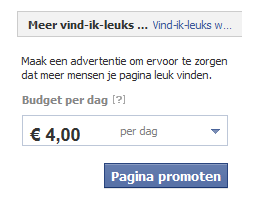 Meer vind-ik-leuks ... Vind-ik-leuks w...
Maak een advertentie om ervoor te zorgen
dat meer mensen je pagina leuk vinden.
Budget per dag [?]
€ 4,00 per dag
Pagina promoten